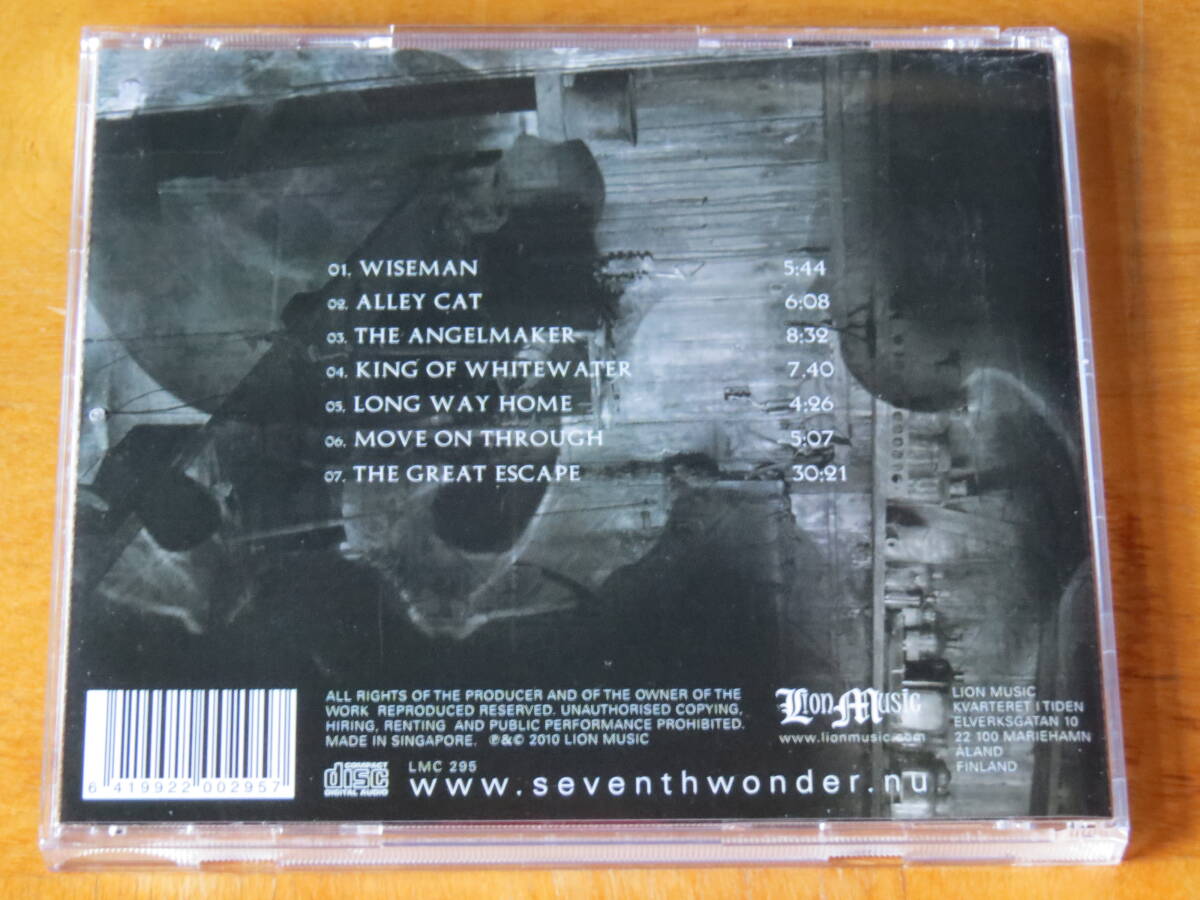 01. WISEMAN 5:44
02. ALLEY CAT 6:08
03. THE ANGELMAKER 8:32
04. KING OF WHITEWATER 7.40
05. LONG WAY HOME 4:26
06. MOVE ON THROUGH 5:07
07. THE GREAT ESCAPE 30:21
6 419922 002957
ALL RIGHTS OF THE PRODUCER AND OF THE OWNER OF THE
WORK REPRODUCED RESERVED. UNAUTHORISED COPYING,
HIRING, RENTING AND PUBLIC PERFORMANCE PROHIBITED.
MADE IN SINGAPORE. ℗&© 2010 LION MUSIC
COMPACT
disc
DIGITAL AUDIO
LMC 295
www.seventhwonder.nu
Lion Music
www.lionmusic.com
LION MUSIC
KVARTERET I TIDEN
ELVERKSGATAN 10
22 100 MARIEHAMN
ÅLAND
FINLAND